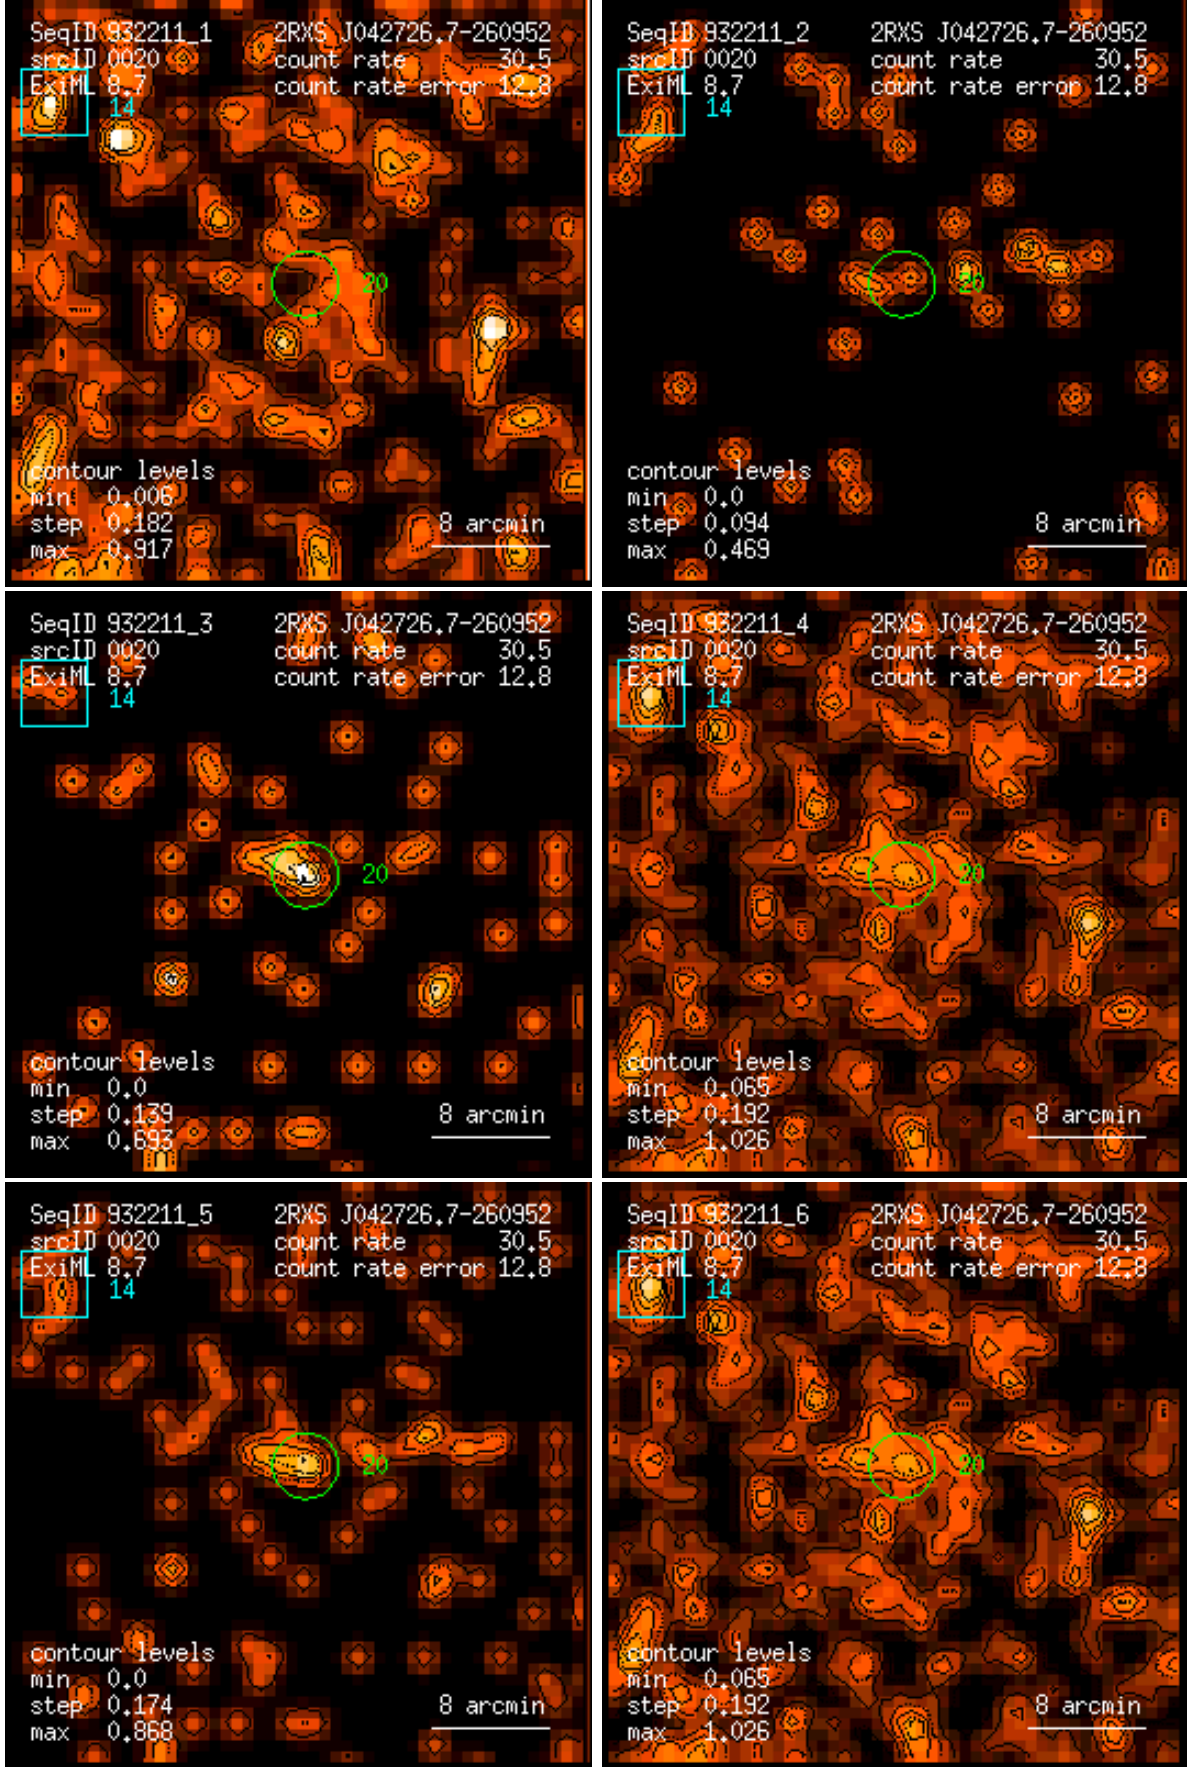 SeqID 932211_1 2RXS J042726.7-260952
srcID 0020 count rate 30.5
ExiML 8.7 count rate error 12.8
14
20
contour levels
min 0.006
step 0.182
max 0.917
8 arcmin
SeqID 932211_2 2RXS J042726.7-260952
srcID 0020 count rate 30.5
ExiML 8.7 count rate error 12.8
14
20
contour levels
min 0.0
step 0.094
max 0.469
8 arcmin
SeqID 932211_3 2RXS J042726.7-260952
srcID 0020 count rate 30.5
ExiML 8.7 count rate error 12.8
14
20
contour levels
min 0.0
step 0.139
max 0.693
8 arcmin
SeqID 932211_4 2RXS J042726.7-260952
srcID 0020 count rate 30.5
ExiML 8.7 count rate error 12.8
14
20
contour levels
min 0.065
step 0.192
max 1.026
8 arcmin
SeqID 932211_5 2RXS J042726.7-260952
srcID 0020 count rate 30.5
ExiML 8.7 count rate error 12.8
14
20
contour levels
min 0.0
step 0.174
max 0.868
8 arcmin
SeqID 932211_6 2RXS J042726.7-260952
srcID 0020 count rate 30.5
ExiML 8.7 count rate error 12.8
14
20
contour levels
min 0.065
step 0.192
max 1.026
8 arcmin